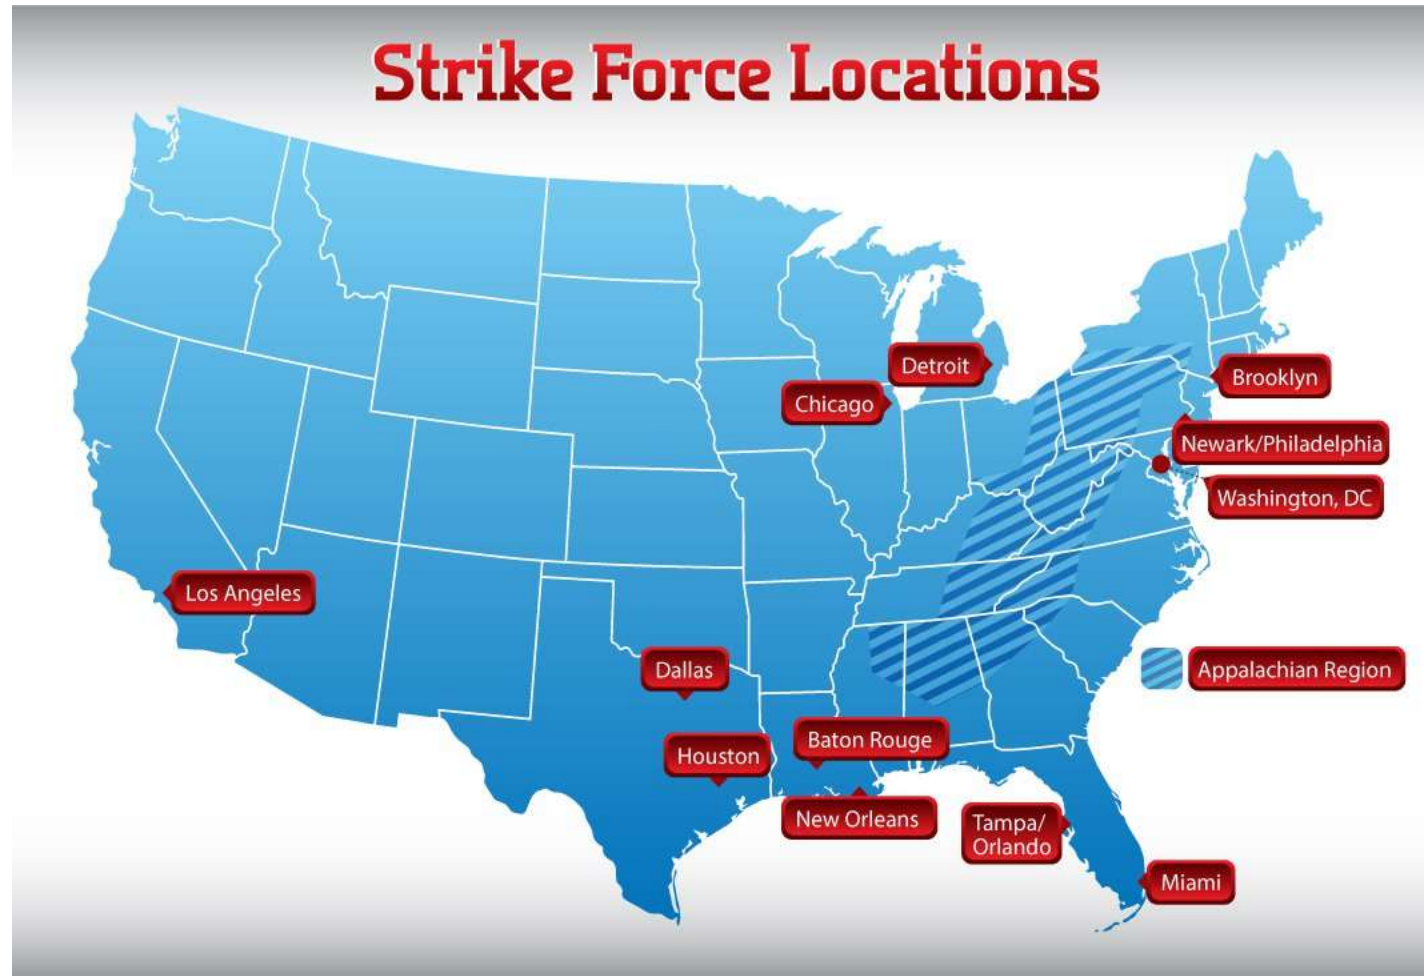 Strike Force Locations
Detroit
Chicago
Brooklyn
Newark/Philadelphia
Washington, DC
Los Angeles
Dallas
Appalachian Region
Houston
Baton Rouge
New Orleans
Tampa/
Orlando
Miami